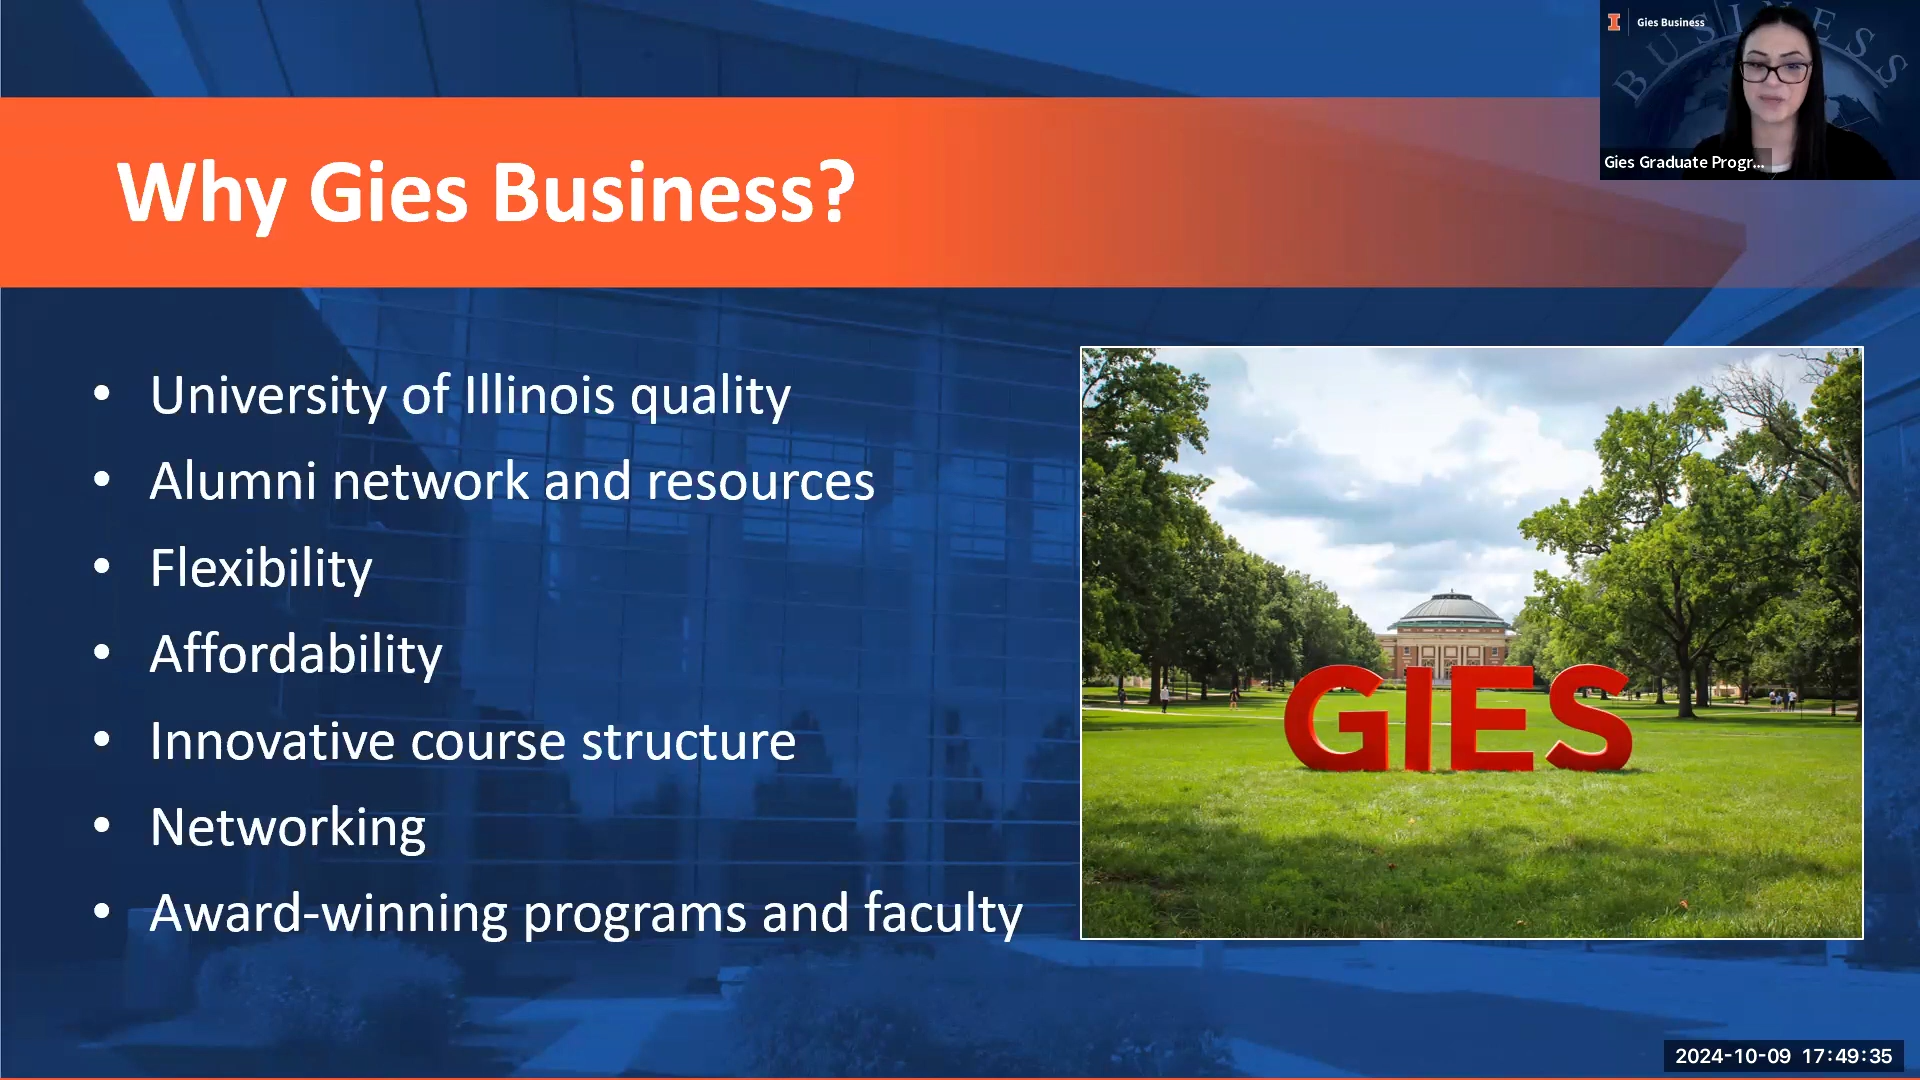 Gies Business
BUSINESS
Gies Graduate Progr...
Why Gies Business?
• University of Illinois quality
• Alumni network and resources
• Flexibility
• Affordability
• Innovative course structure
• Networking
• Award-winning programs and faculty
GIES
2024-10-09 17:49:35